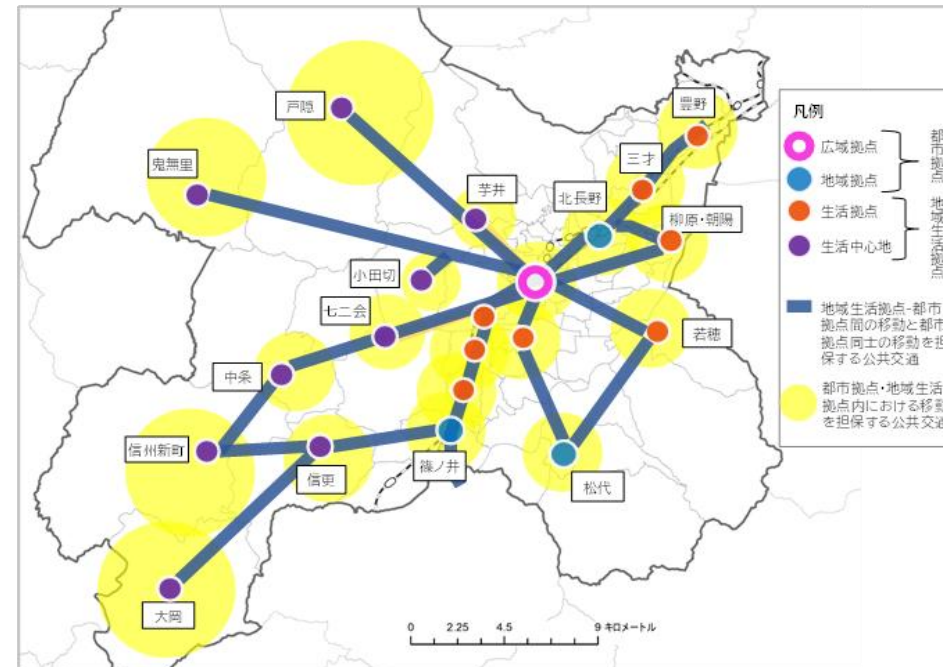 戸隠
豊野
鬼無里
三才
芋井
北長野
柳原・朝陽
小田切
七二会
若穂
中条
信州新町
信更
篠ノ井
松代
大岡
0 2.25 4.5 9 キロメートル
凡例
広域拠点
地域拠点
都市拠点
生活拠点
生活中心地
地域生活拠点
地域生活拠点-都市
拠点間の移動と都市
拠点同士の移動を担
保する公共交通
都市拠点・地域生活
拠点内における移動
を担保する公共交通